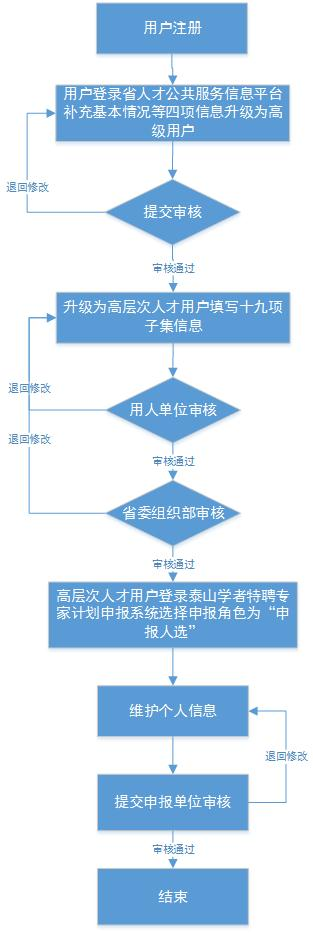 用户注册
用户登录省人才公共服务信息平台
补充基本情况等四项信息升级为高
级用户
退回修改
提交审核
审核通过
升级为高层次人才用户填写十九项
子集信息
退回修改
用人单位审核
退回修改
审核通过
省委组织部审核
审核通过
高层次人才用户登录泰山学者特聘专
家计划申报系统选择申报角色为“申
报人选”
维护个人信息
退回修改
提交申报单位审核
审核通过
结束